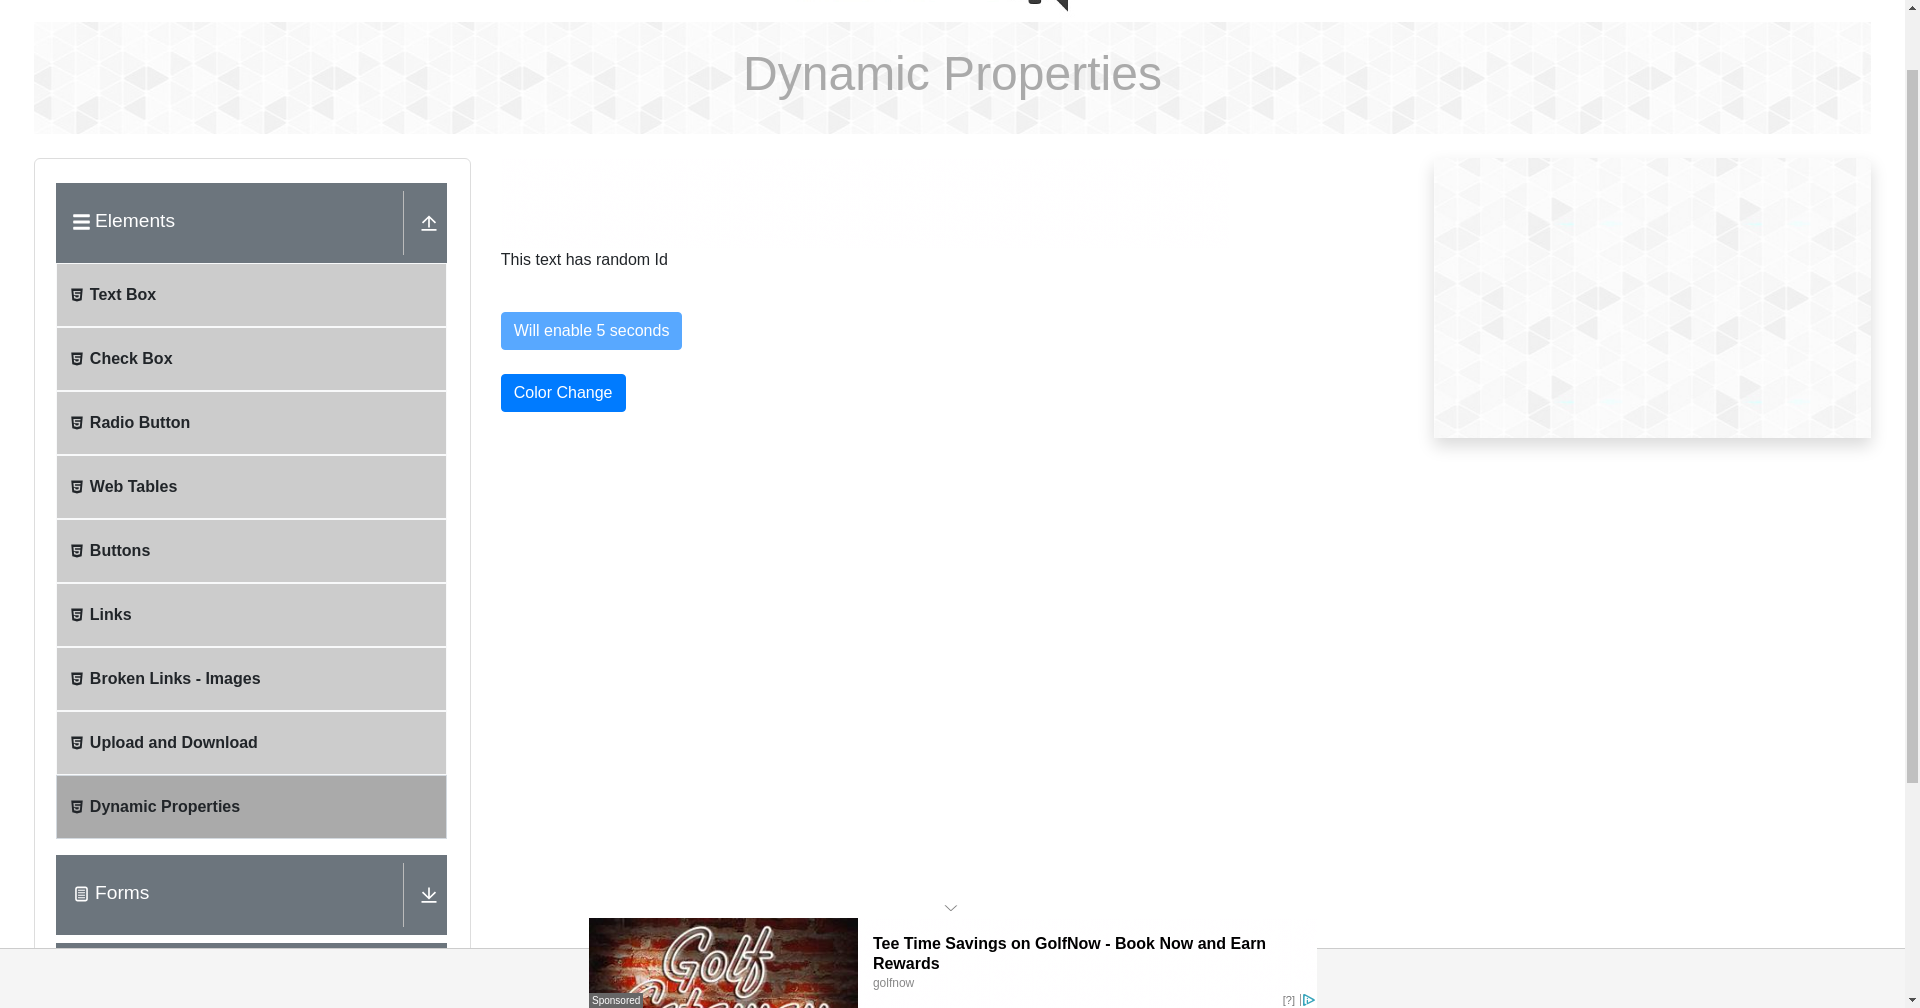 Dynamic Properties
Elements
Text Box
Check Box
Radio Button
Web Tables
Buttons
Links
Broken Links - Images
Upload and Download
Dynamic Properties
Forms
This text has random Id
Will enable 5 seconds
Color Change
Golf
Sponsored
Tee Time Savings on GolfNow - Book Now and Earn
Rewards
golfnow
[?]